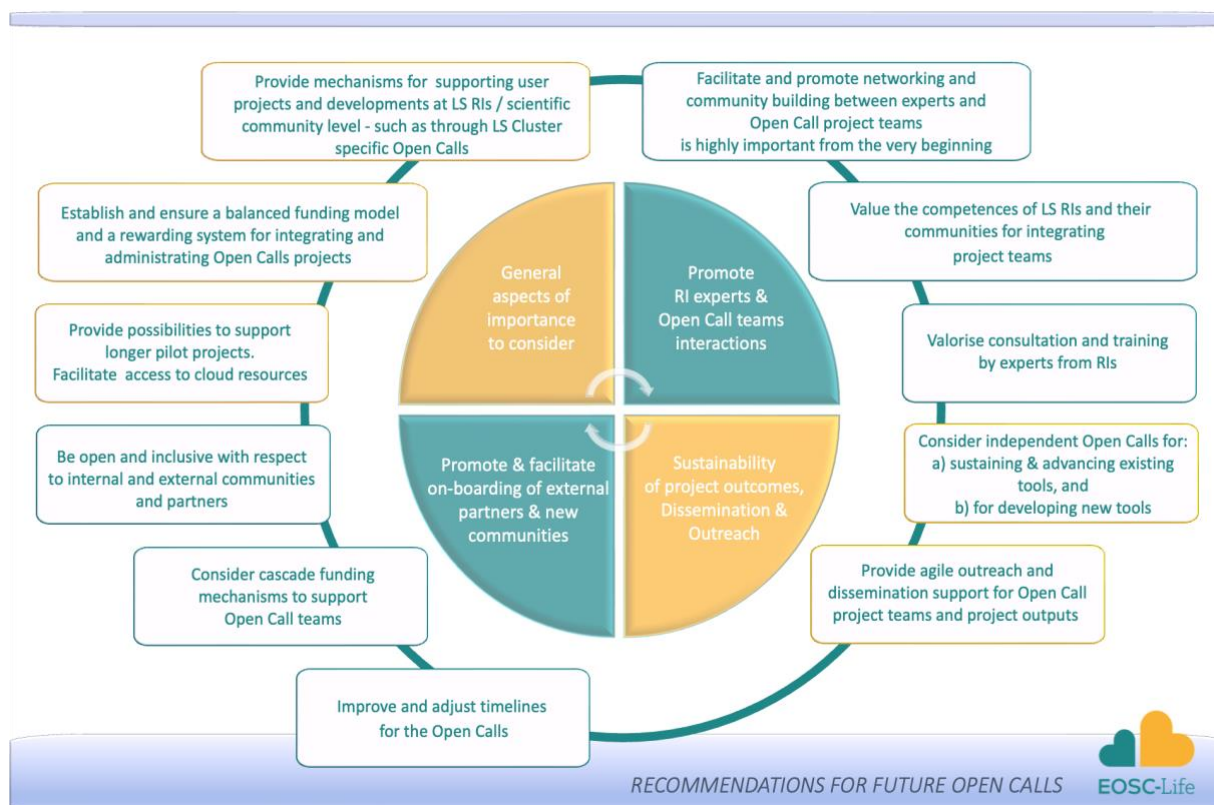 Provide mechanisms for supporting user
projects and developments at LS RIs / scientific
community level - such as through LS Cluster
specific Open Calls
Facilitate and promote networking and
community building between experts and
Open Call project teams
is highly important from the very beginning
Establish and ensure a balanced funding model
and a rewarding system for integrating and
administrating Open Calls projects
Value the competences of LS RIs and their
communities for integrating
project teams
General
aspects of
importance
to consider
Promote
RI experts &
Open Call teams
interactions
Provide possibilities to support
longer pilot projects.
Facilitate access to cloud resources
Valorise consultation and training
by experts from RIs
Be open and inclusive with respect
to internal and external communities
and partners
Promote & facilitate
on-boarding of external
partners & new
communities
Sustainability
of project outcomes,
Dissemination &
Outreach
Consider independent Open Calls for:
a) sustaining & advancing existing
tools, and
b) for developing new tools
Consider cascade funding
mechanisms to support
Open Call teams
Provide agile outreach and
dissemination support for Open Call
project teams and project outputs
Improve and adjust timelines
for the Open Calls
RECOMMENDATIONS FOR FUTURE OPEN CALLS
EOSC-Life